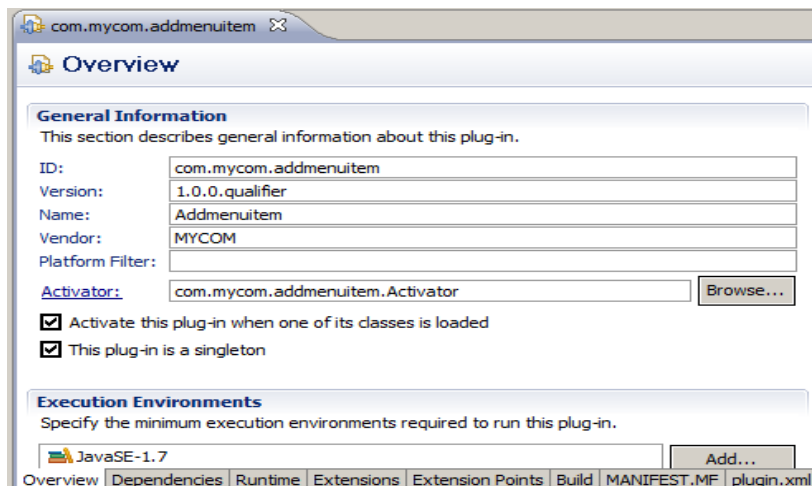 com.mycom.addmenuitem
Overview
General Information
This section describes general information about this plug-in.
ID: com.mycom.addmenuitem
Version: 1.0.0.qualifier
Name: Addmenuitem
Vendor: MYCOM
Platform Filter:
Activator: com.mycom.addmenuitem.Activator Browse...
Activate this plug-in when one of its classes is loaded
This plug-in is a singleton
Execution Environments
Specify the minimum execution environments required to run this plug-in.
JavaSE-1.7 Add...
Overview Dependencies Runtime Extensions Extension Points Build MANIFEST.MF plugin.xml